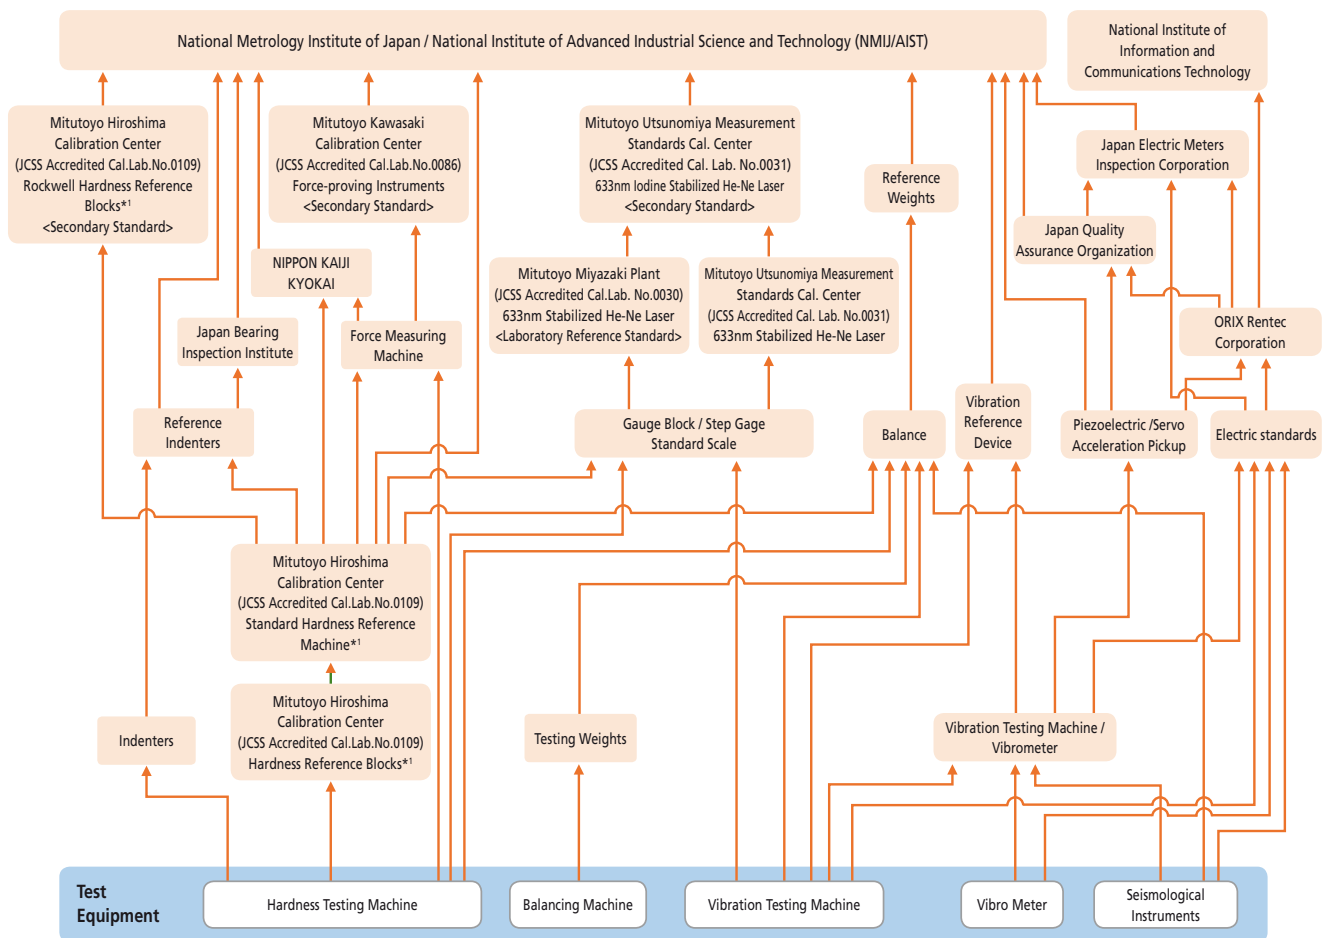 National Metrology Institute of Japan / National Institute of Advanced Industrial Science and Technology (NMIJ/AIST)
National Institute of
Information and
Communications Technology
Mitutoyo Hiroshima
Calibration Center
(JCSS Accredited Cal.Lab.No.0109)
Rockwell Hardness Reference
Blocks*1
<Secondary Standard>
Mitutoyo Kawasaki
Calibration Center
(JCSS Accredited Cal.Lab.No.0086)
Force-proving Instruments
<Secondary Standard>
Mitutoyo Utsunomiya Measurement
Standards Cal. Center
(JCSS Accredited Cal. Lab. No.0031)
633nm Iodine Stabilized He-Ne Laser
<Secondary Standard>
Reference
Weights
Japan Electric Meters
Inspection Corporation
Japan Quality
Assurance Organization
NIPPON KAIJI
KYOKAI
Mitutoyo Miyazaki Plant
(JCSS Accredited Cal.Lab. No.0030)
633nm Stabilized He-Ne Laser
<Laboratory Reference Standard>
Mitutoyo Utsunomiya Measurement
Standards Cal. Center
(JCSS Accredited Cal. Lab. No.0031)
633nm Stabilized He-Ne Laser
ORIX Rentec
Corporation
Japan Bearing
Inspection Institute
Force Measuring
Machine
Reference
Indenters
Gauge Block / Step Gage
Standard Scale
Balance
Vibration
Reference
Device
Piezoelectric /Servo
Acceleration Pickup
Electric standards
Mitutoyo Hiroshima
Calibration Center
(JCSS Accredited Cal.Lab.No.0109)
Standard Hardness Reference
Machine*1
Mitutoyo Hiroshima
Calibration Center
(JCSS Accredited Cal.Lab.No.0109)
Hardness Reference Blocks*1
Indenters
Testing Weights
Vibration Testing Machine /
Vibrometer
Test
Equipment
Hardness Testing Machine
Balancing Machine
Vibration Testing Machine
Vibro Meter
Seismological
Instruments